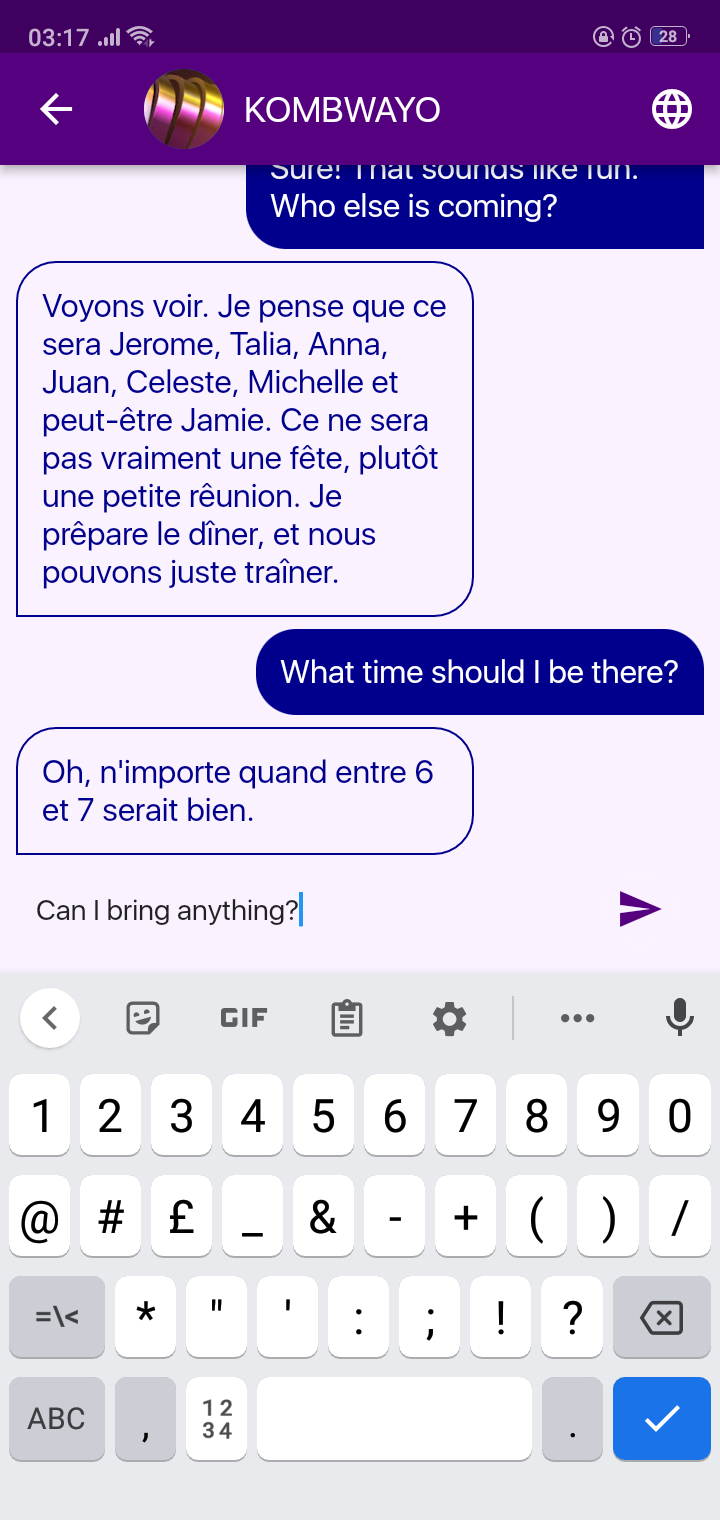 03:17
28
KOMBWAYO
Sure! That sounds like fun.
Who else is coming?
Voyons voir. Je pense que ce
sera Jerome, Talia, Anna,
Juan, Celeste, Michelle et
peut-être Jamie. Ce ne sera
pas vraiment une fête, plutôt
une petite rêunion. Je
prêpare le dîner, et nous
pouvons juste traîner.
What time should I be there?
Oh, n'importe quand entre 6
et 7 serait bien.
Can I bring anything?
GIF
1 2 3 4 5 6 7 8 9 0
@ # £ _ & - + ( ) /
=\< * " ' : ; ! ?
ABC , 1 2 3 4 .